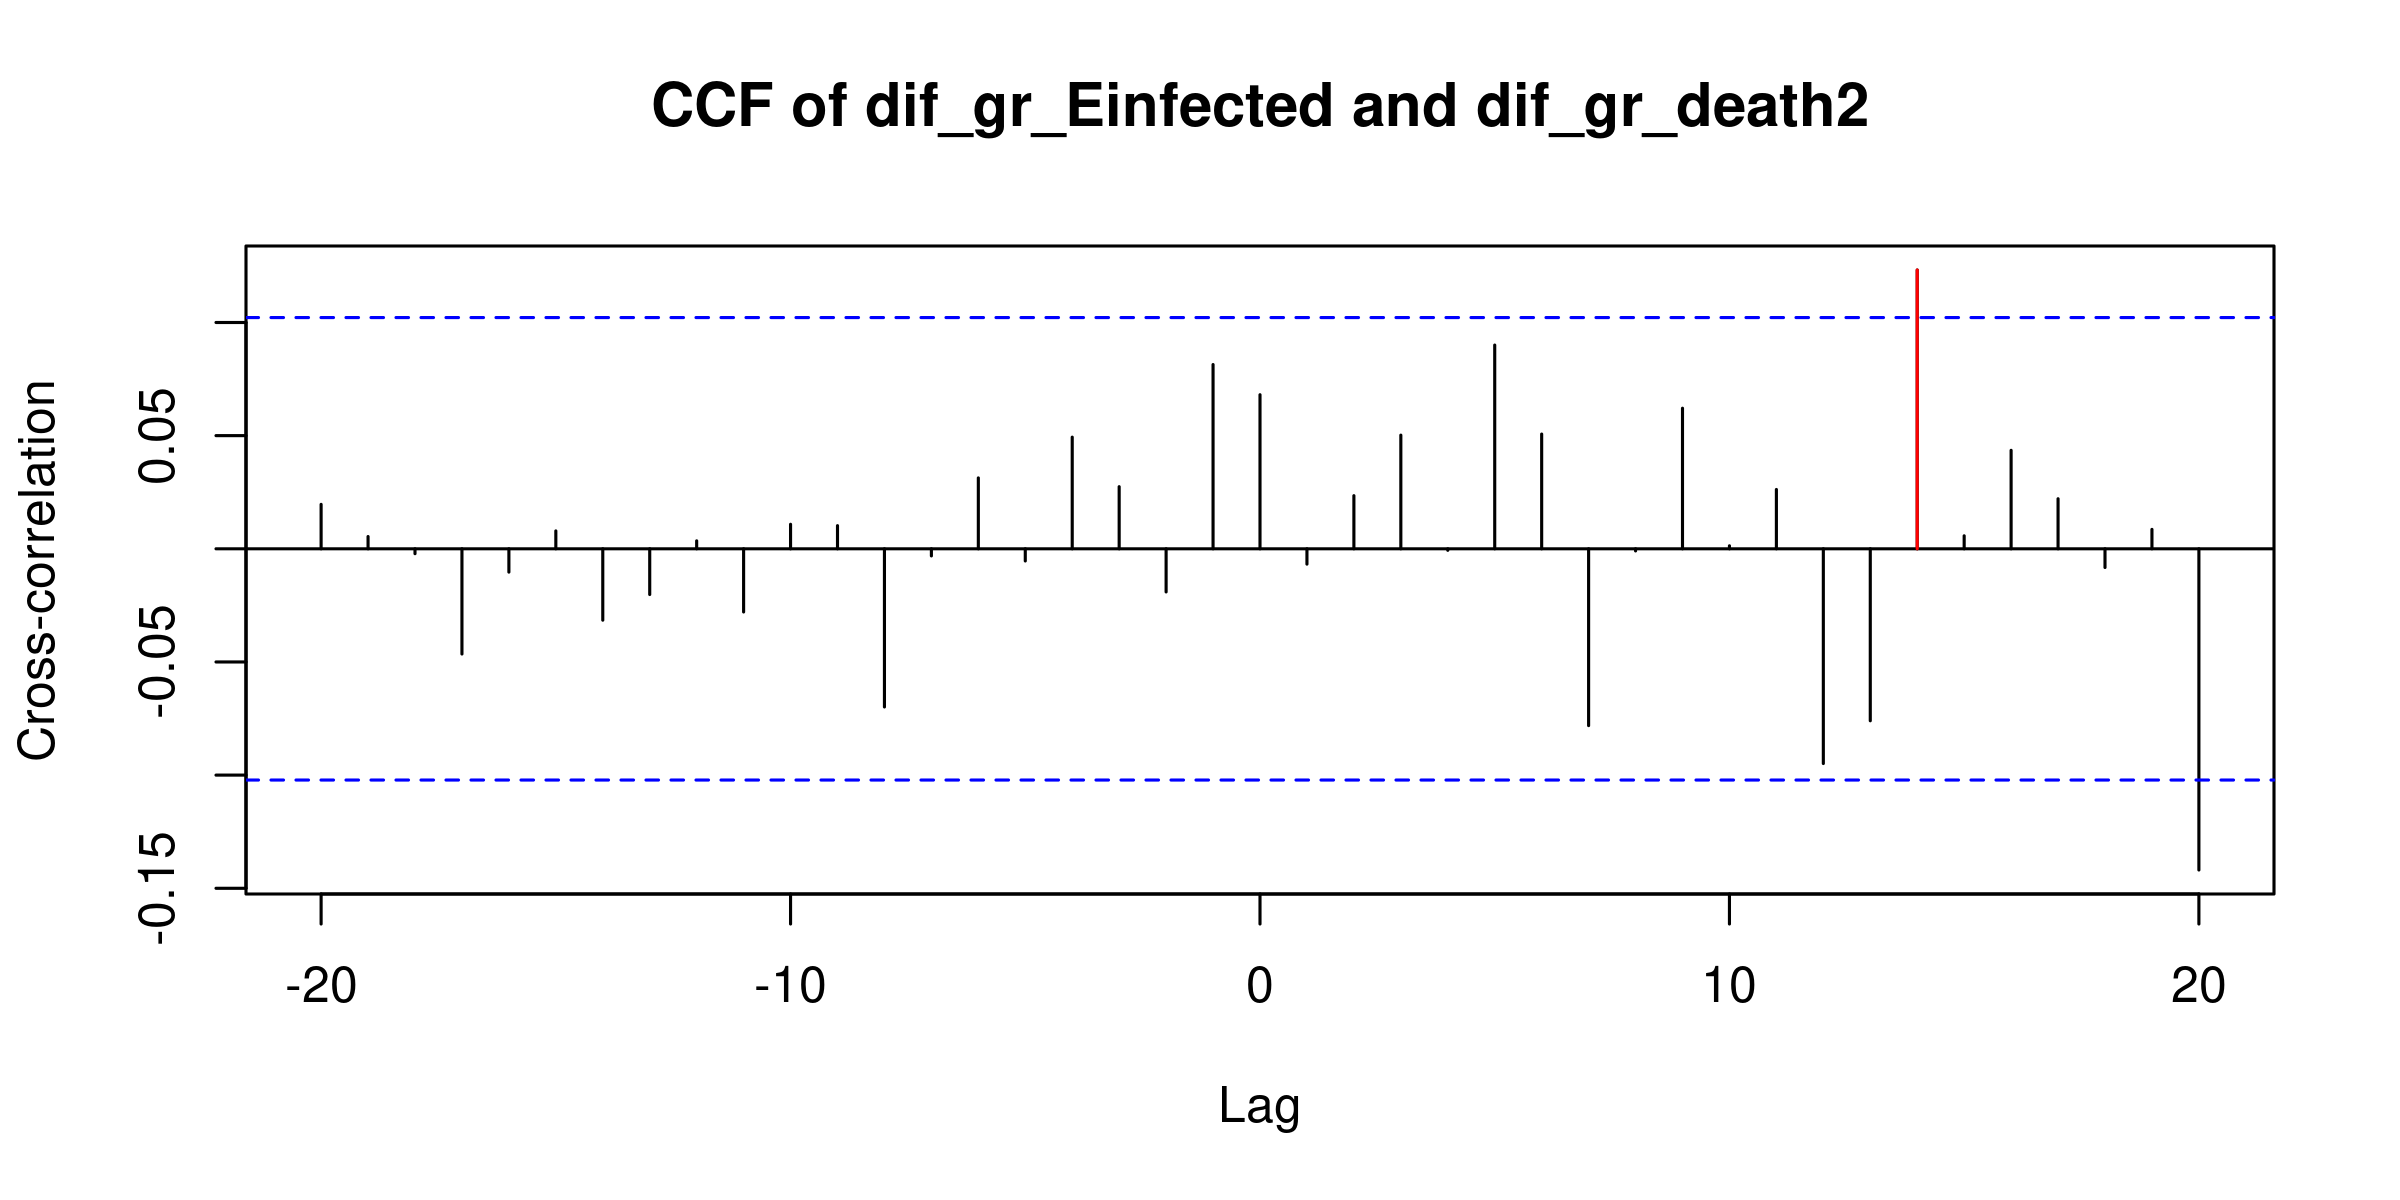 CCF of dif_gr_Einfected and dif_gr_death2
Cross-correlation
0.05
-0.05
-0.15
-20 -10 0 10 20
Lag